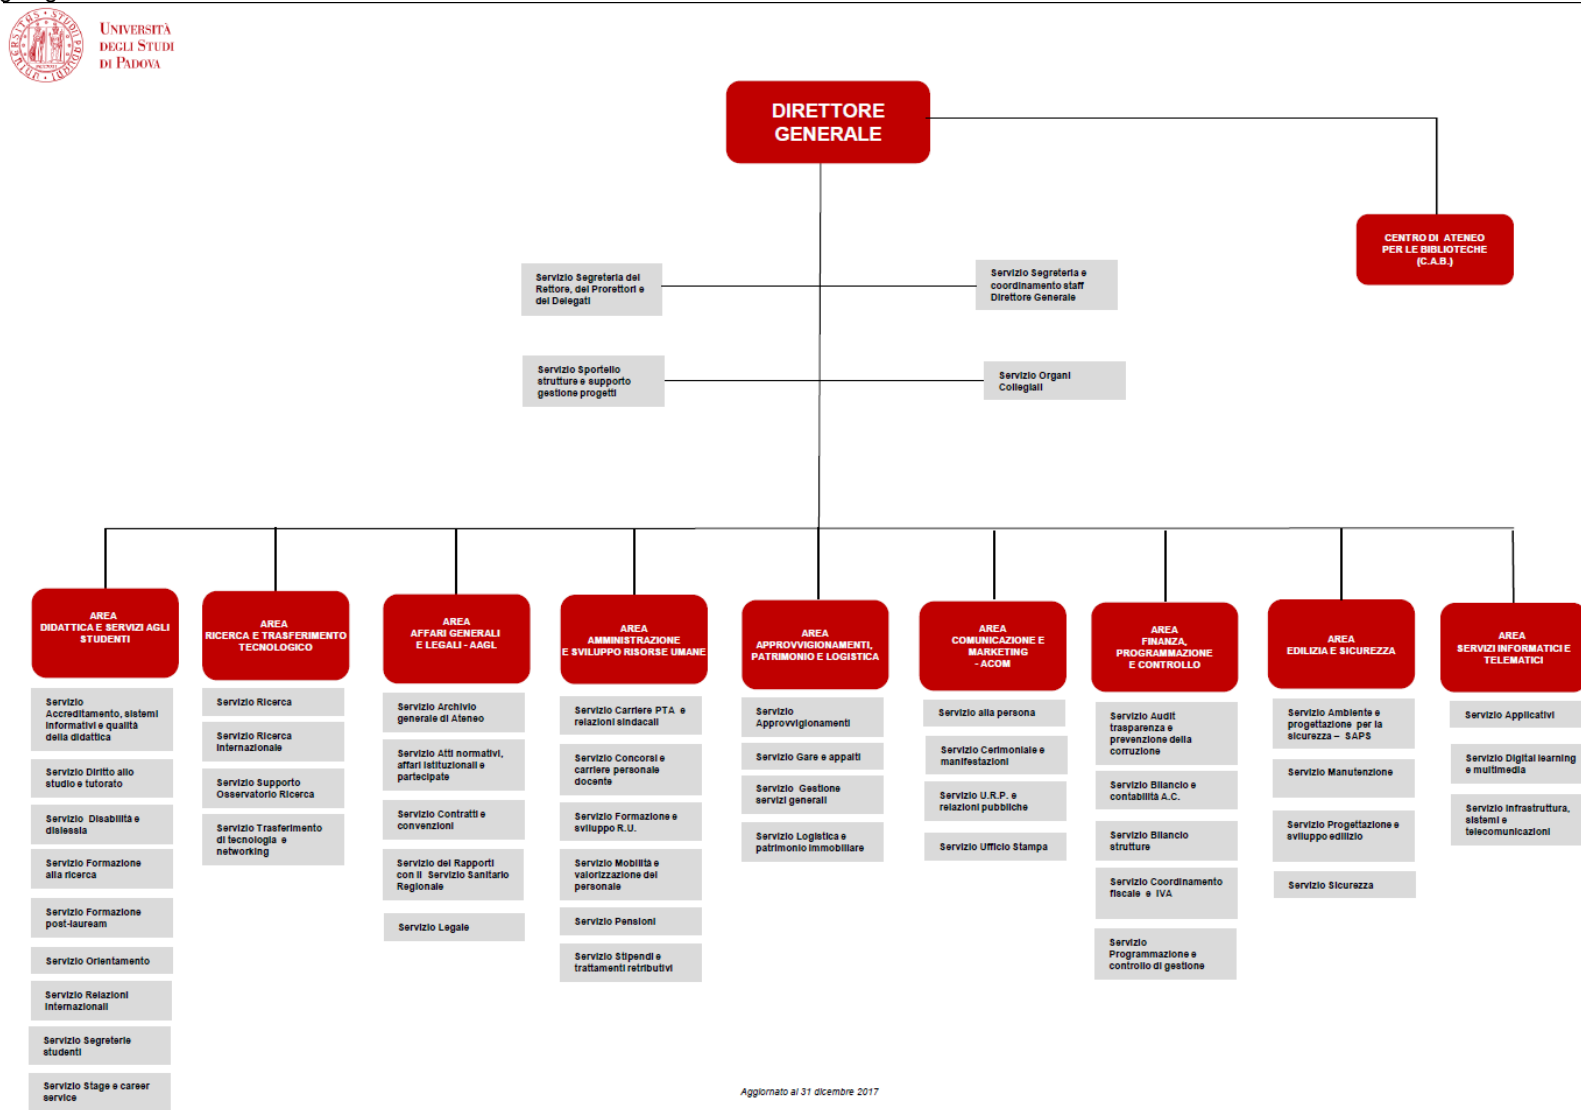 UNIVERSITÀ
DEGLI STUDI
DI PADOVA
DIRETTORE
GENERALE
CENTRO DI ATENEO
PER LE BIBLIOTECHE
(C.A.B.)
Servizio Segreteria del
Rettore, dei Prorettori e
dei Delegati
Servizio Segreteria e
coordinamento staff
Direttore Generale
Servizio Sportello
strutture e supporto
gestione progetti
Servizio Organi
Collegiali
AREA
DIDATTICA E SERVIZI AGLI
STUDENTI
Servizio
Accreditamento, sistemi
informativi e qualità
della didattica
Servizio Diritto allo
studio e tutorato
Servizio Disabilità e
dislessia
Servizio Formazione
alla ricerca
Servizio Formazione
post-lauream
Servizio Orientamento
Servizio Relazioni
Internazionali
Servizio Segreterie
studenti
Servizio Stage e career
service
AREA
RICERCA E TRASFERIMENTO
TECNOLOGICO
Servizio Ricerca
Servizio Ricerca
Internazionale
Servizio Supporto
Osservatorio Ricerca
Servizio Trasferimento
di tecnologia e
networking
AREA
AFFARI GENERALI
E LEGALI - AAGL
Servizio Archivio
generale di Ateneo
Servizio Atti normativi,
affari istituzionali e
partecipate
Servizio Contratti e
convenzioni
Servizio dei Rapporti
con il Servizio Sanitario
Regionale
Servizio Legale
AREA
AMMINISTRAZIONE
E SVILUPPO RISORSE UMANE
Servizio Carriere PTA e
relazioni sindacali
Servizio Concorsi e
carriere personale
docente
Servizio Formazione e
sviluppo R.U.
Servizio Mobilità e
valorizzazione del
personale
Servizio Pensioni
Servizio Stipendi e
trattamenti retributivi
AREA
APPROVVIGIONAMENTI,
PATRIMONIO E LOGISTICA
Servizio
Approvvigionamenti
Servizio Gare e appalti
Servizio Gestione
servizi generali
Servizio Logistica e
patrimonio immobiliare
AREA
COMUNICAZIONE E
MARKETING
- ACOM
Servizio alla persona
Servizio Cerimoniale e
manifestazioni
Servizio U.R.P. e
relazioni pubbliche
Servizio Ufficio Stampa
AREA
FINANZA,
PROGRAMMAZIONE
E CONTROLLO
Servizio Audit
trasparenza e
prevenzione della
corruzione
Servizio Bilancio e
contabilità A.C.
Servizio Bilancio
strutture
Servizio Coordinamento
fiscale e IVA
Servizio
Programmazione e
controllo di gestione
AREA
EDILIZIA E SICUREZZA
Servizio Ambiente e
progettazione per la
sicurezza – SAPS
Servizio Manutenzione
Servizio Progettazione e
sviluppo edilizio
Servizio Sicurezza
AREA
SERVIZI INFORMATICI E
TELEMATICI
Servizio Applicativi
Servizio Digital learning
e multimedia
Servizio Infrastruttura,
sistemi e
telecomunicazioni
Aggiornato al 31 dicembre 2017